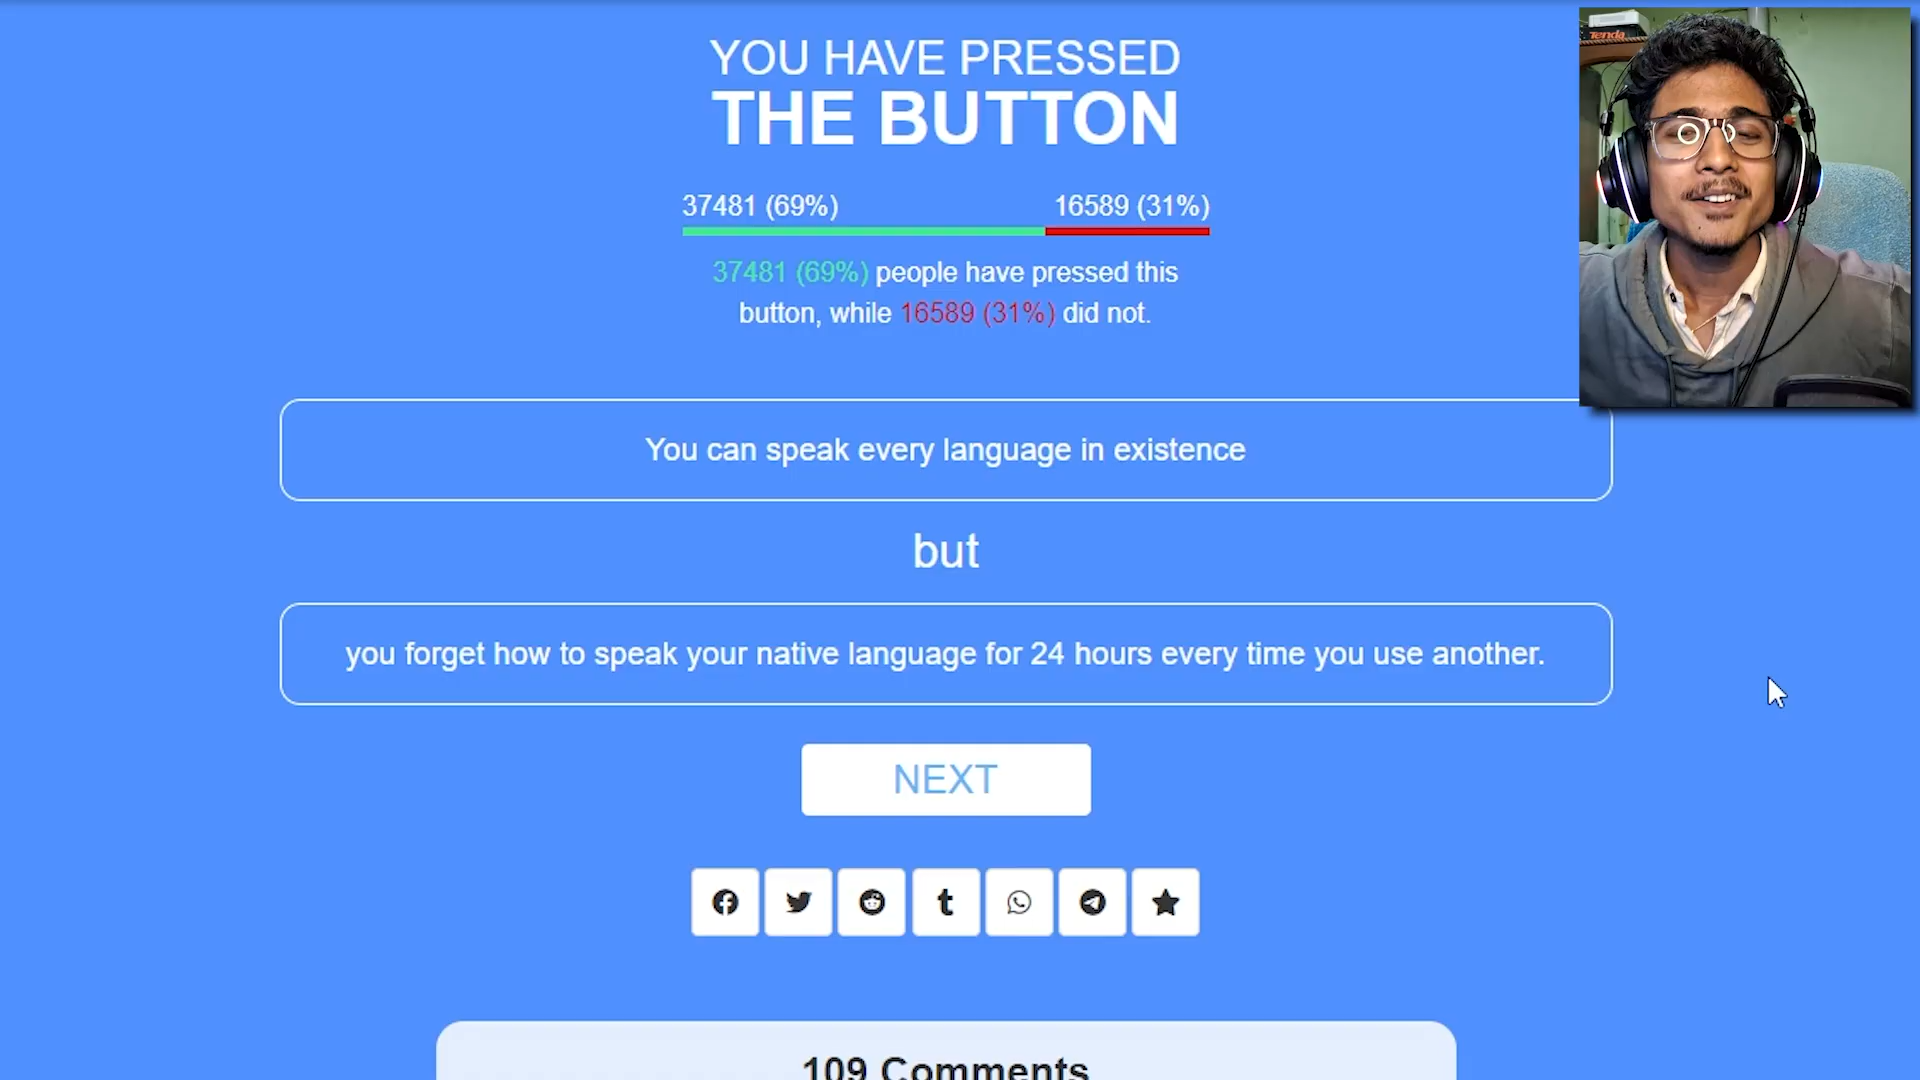 YOU HAVE PRESSED
THE BUTTON
37481 (69%) 16589 (31%)
37481 (69%) people have pressed this
button, while 16589 (31%) did not.
You can speak every language in existence
but
you forget how to speak your native language for 24 hours every time you use another.
NEXT
109 Comments
Tenda